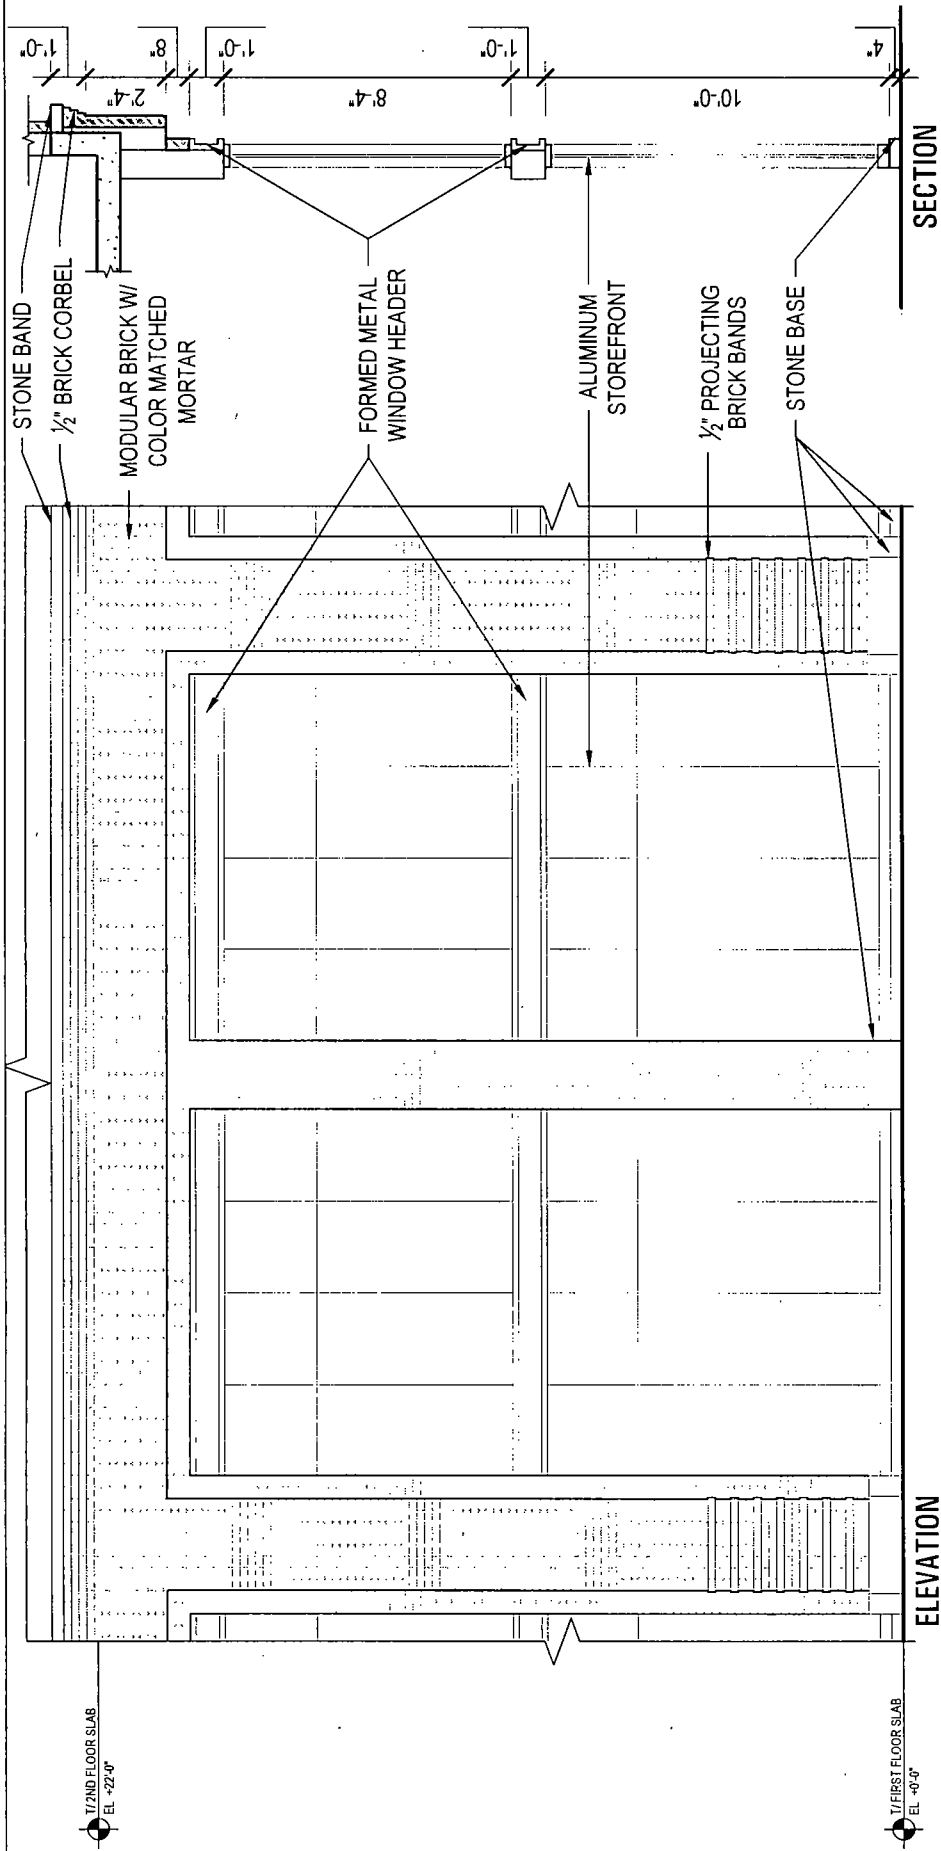 1'-0"
2'-4"
8"
1'-0"
8'-4"
1'-0"
10'-0"
4"
STONE BAND
½" BRICK CORBEL
MODULAR BRICK W/
COLOR MATCHED
MORTAR
FORMED METAL
WINDOW HEADER
ALUMINUM
STOREFRONT
½" PROJECTING
BRICK BANDS
STONE BASE
SECTION
ELEVATION
T/ 2ND FLOOR SLAB
EL +22'-0"
T/ FIRST FLOOR SLAB
EL +0'-0"